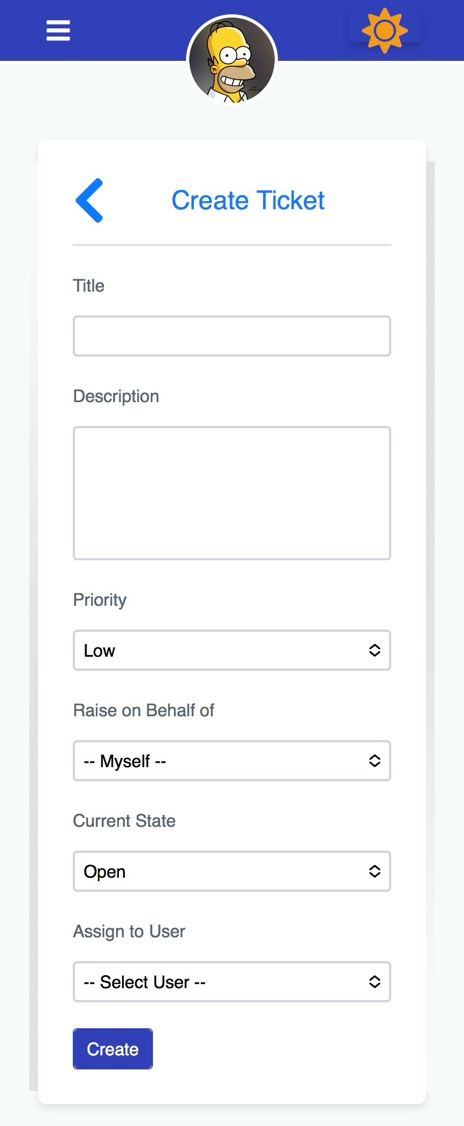 Create Ticket
Title
Description
Priority
Low
Raise on Behalf of
-- Myself --
Current State
Open
Assign to User
-- Select User --
Create